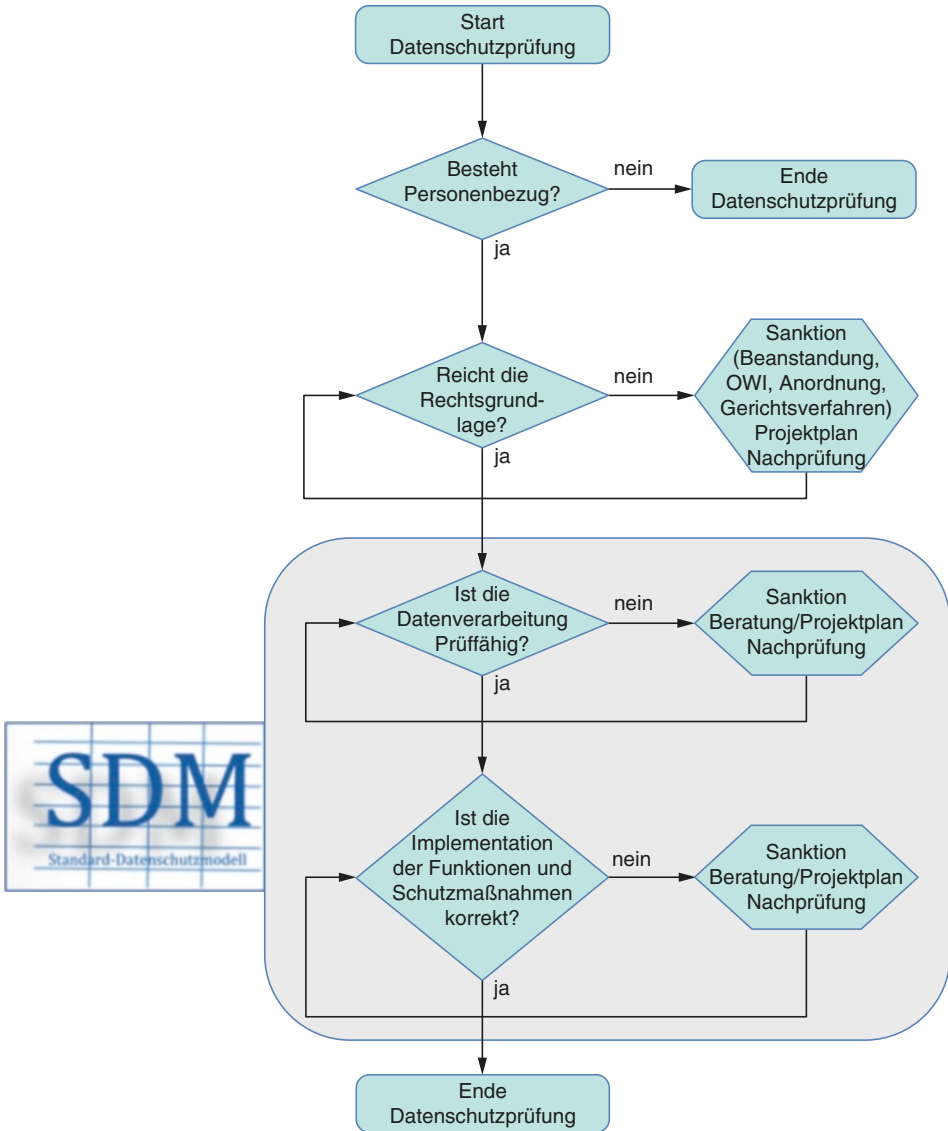 Start
Datenschutzprüfung
Besteht
Personenbezug?
nein
Ende
Datenschutzprüfung
ja
Reicht die
Rechtsgrund-
lage?
nein
Sanktion
(Beanstandung,
OWI, Anordnung,
Gerichtsverfahren)
Projektplan
Nachprüfung
ja
Ist die
Datenverarbeitung
Prüffähig?
nein
Sanktion
Beratung/Projektplan
Nachprüfung
ja
SDM
Standard-Datenschutzmodell
Ist die
Implementation
der Funktionen und
Schutzmaßnahmen
korrekt?
nein
Sanktion
Beratung/Projektplan
Nachprüfung
ja
Ende
Datenschutzprüfung